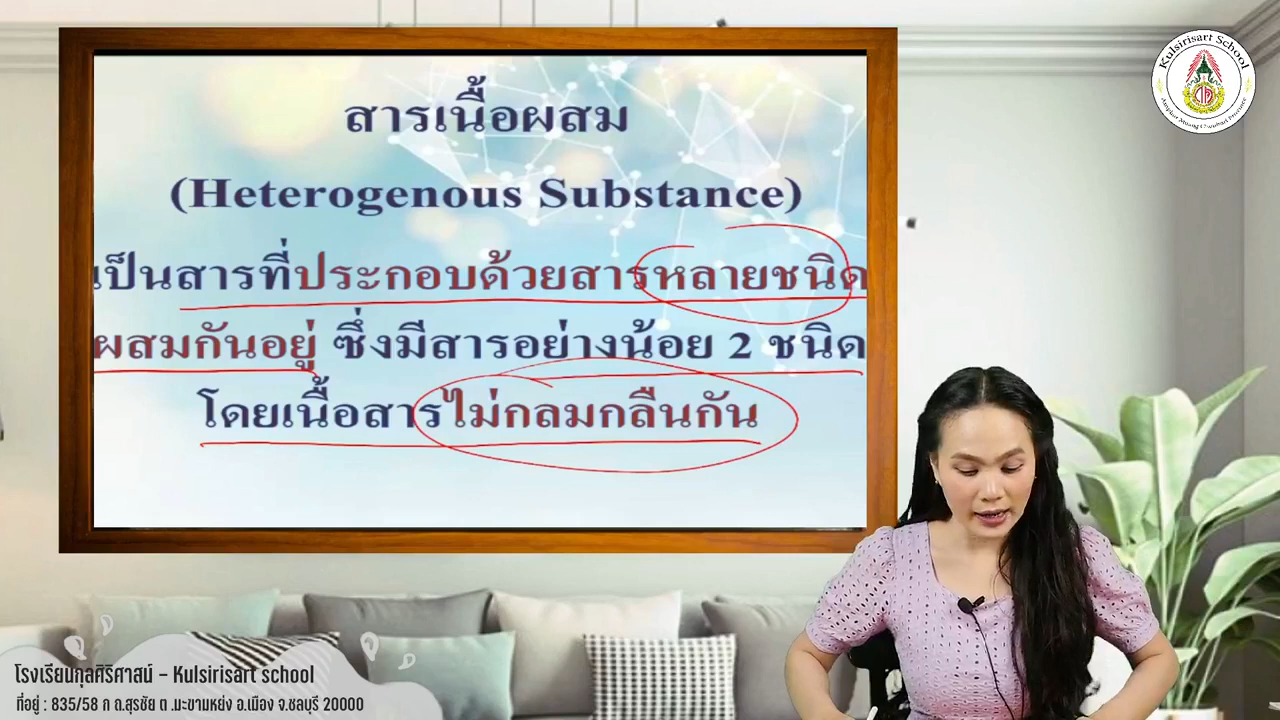 สารเนื้อผสม
(Heterogenous Substance)
เป็นสารที่ประกอบด้วยสารหลายชนิด
ผสมกันอยู่ ซึ่งมีสารอย่างน้อย 2 ชนิด
โดยเนื้อสารไม่กลมกลืนกัน
Kulsirisart School
โรงเรียนกุลศิริศาสน์ - Kulsirisart school
ที่อยู่ : 835/58 ก ถ.สุรชัย ต .มะขามหย่ง อ.เมือง จ.ชลบุรี 20000